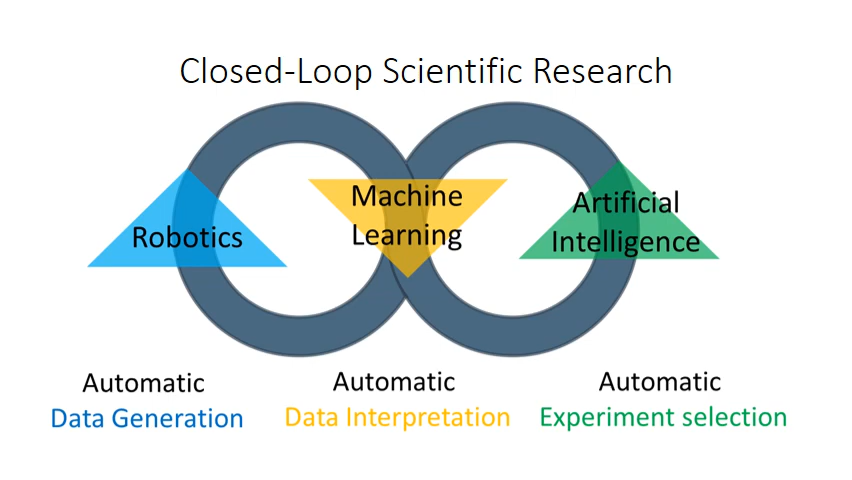 Closed-Loop Scientific Research
Robotics
Machine
Learning
Artificial
Intelligence
Automatic
Data Generation
Automatic
Data Interpretation
Automatic
Experiment selection